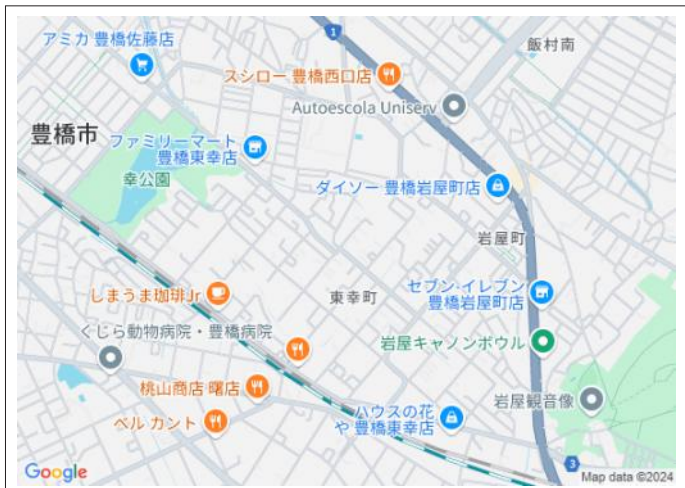 アミカ 豊橋佐藤店
1
飯村南
スシロー 豊橋西口店
Autoescola Uniserv
豊橋市
ファミリーマート
豊橋東幸店
幸公園
ダイソー 豊橋岩屋町店
岩屋町
しまうま珈琲Jr
東幸町
セブン-イレブン
豊橋岩屋町店
くじら動物病院・豊橋病院
岩屋キャノンボウル
桃山商店 曙店
岩屋観音像
ベル カント
ハウスの花
や 豊橋東幸店
3
Google
Map data ©2024